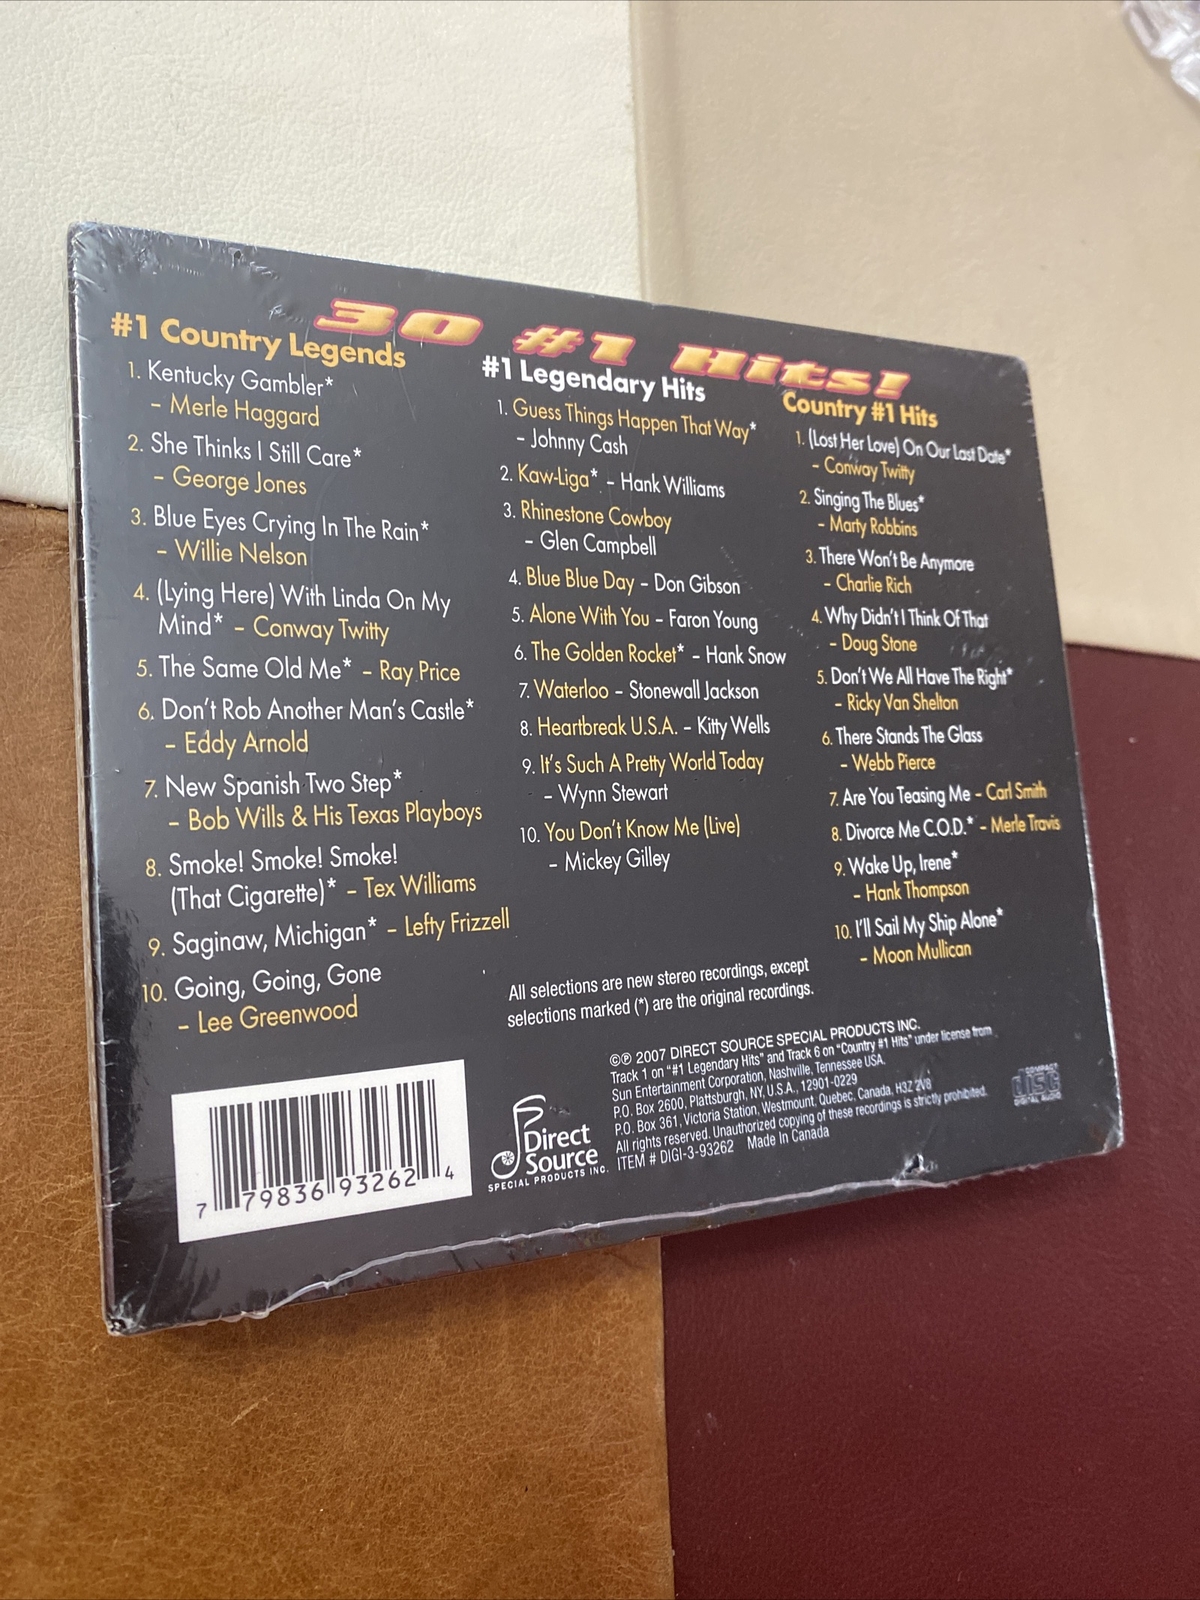 30 #1 Hits!
#1 Country Legends
1. Kentucky Gambler*
– Merle Haggard
2. She Thinks I Still Care*
– George Jones
3. Blue Eyes Crying In The Rain*
– Willie Nelson
4. (Lying Here) With Linda On My
Mind* – Conway Twitty
5. The Same Old Me* – Ray Price
6. Don't Rob Another Man's Castle*
– Eddy Arnold
7. New Spanish Two Step*
– Bob Wills & His Texas Playboys
8. Smoke! Smoke! Smoke!
(That Cigarette)* – Tex Williams
9. Saginaw, Michigan* – Lefty Frizzell
10. Going, Going, Gone
– Lee Greenwood
#1 Legendary Hits
1. Guess Things Happen That Way*
– Johnny Cash
2. Kaw-Liga* – Hank Williams
3. Rhinestone Cowboy
– Glen Campbell
4. Blue Blue Day – Don Gibson
5. Alone With You – Faron Young
6. The Golden Rocket* – Hank Snow
7. Waterloo – Stonewall Jackson
8. Heartbreak U.S.A. – Kitty Wells
9. It's Such A Pretty World Today
– Wynn Stewart
10. You Don't Know Me (Live)
– Mickey Gilley
Country #1 Hits
1. (Lost Her Love) On Our Last Date*
– Conway Twitty
2. Singing The Blues*
– Marty Robbins
3. There Won't Be Anymore
– Charlie Rich
4. Why Didn't I Think Of That
– Doug Stone
5. Don't We All Have The Right*
– Ricky Van Shelton
6. There Stands The Glass
– Webb Pierce
7. Are You Teasing Me – Carl Smith
8. Divorce Me C.O.D.* – Merle Travis
9. Wake Up, Irene*
– Hank Thompson
10. I'll Sail My Ship Alone*
– Moon Mullican
All selections are new stereo recordings, except
selections marked (*) are the original recordings.
©℗ 2007 DIRECT SOURCE SPECIAL PRODUCTS INC.
Track 1 on "#1 Legendary Hits" and Track 6 on "Country #1 Hits" under license from
Sun Entertainment Corporation, Nashville, Tennessee USA.
P.O. Box 2600, Plattsburgh, NY, U.S.A., 12901-0229
P.O. Box 361, Victoria Station, Westmount, Quebec, Canada, H3Z 2V8
All rights reserved. Unauthorized copying of these recordings is strictly prohibited.
ITEM # DIGI-3-93262 Made In Canada
Direct
Source
SPECIAL PRODUCTS INC.
COMPACT
disc
DIGITAL AUDIO
7 79836 93262 4